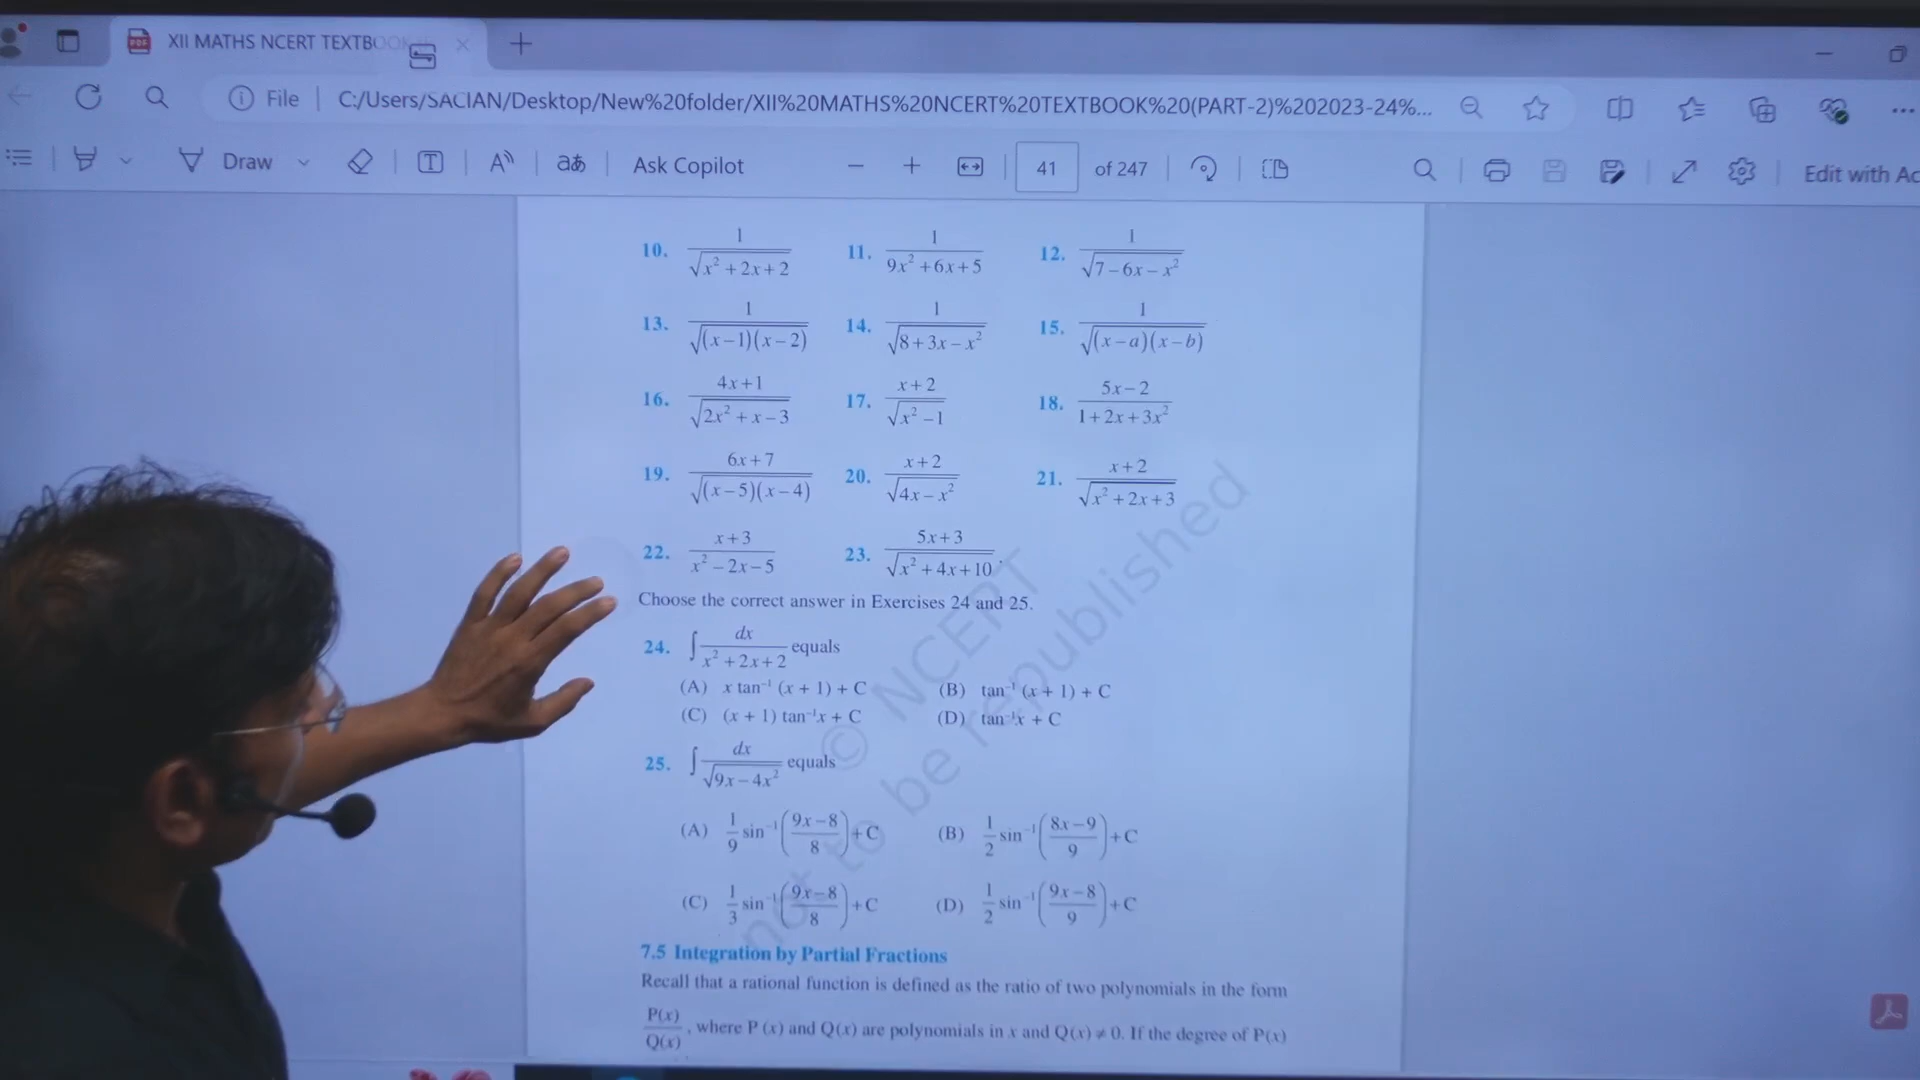 XII MATHS NCERT TEXTBOOK
File | C:/Users/SACIAN/Desktop/New%20folder/XII%20MATHS%20NCERT%20TEXTBOOK%20(PART-2)%202023-24%...
Draw aあ Ask Copilot − + 41 of 247 Edit with Ac
10. 1/√(x² + 2x + 2) 11. 1/(9x² + 6x + 5) 12. 1/√(7 − 6x − x²)
13. 1/√((x − 1)(x − 2)) 14. 1/√(8 + 3x − x²) 15. 1/√((x − a)(x − b))
16. (4x + 1)/√(2x² + x − 3) 17. (x + 2)/√(x² − 1) 18. (5x − 2)/(1 + 2x + 3x²)
19. (6x + 7)/√((x − 5)(x − 4)) 20. (x + 2)/√(4x − x²) 21. (x + 2)/√(x² + 2x + 3)
22. (x + 3)/(x² − 2x − 5) 23. (5x + 3)/√(x² + 4x + 10) .
Choose the correct answer in Exercises 24 and 25.
24. ∫ dx/(x² + 2x + 2) equals
(A) x tan⁻¹ (x + 1) + C (B) tan⁻¹ (x + 1) + C
(C) (x + 1) tan⁻¹x + C (D) tan⁻¹x + C
25. ∫ dx/√(9x − 4x²) equals
(A) 1/9 sin⁻¹((9x − 8)/8) + C (B) 1/2 sin⁻¹((8x − 9)/9) + C
(C) 1/3 sin⁻¹((9x − 8)/8) + C (D) 1/2 sin⁻¹((9x − 8)/9) + C
7.5 Integration by Partial Fractions
Recall that a rational function is defined as the ratio of two polynomials in the form
P(x)/Q(x), where P (x) and Q(x) are polynomials in x and Q(x) ≠ 0. If the degree of P(x)
© NCERT
not to be republished